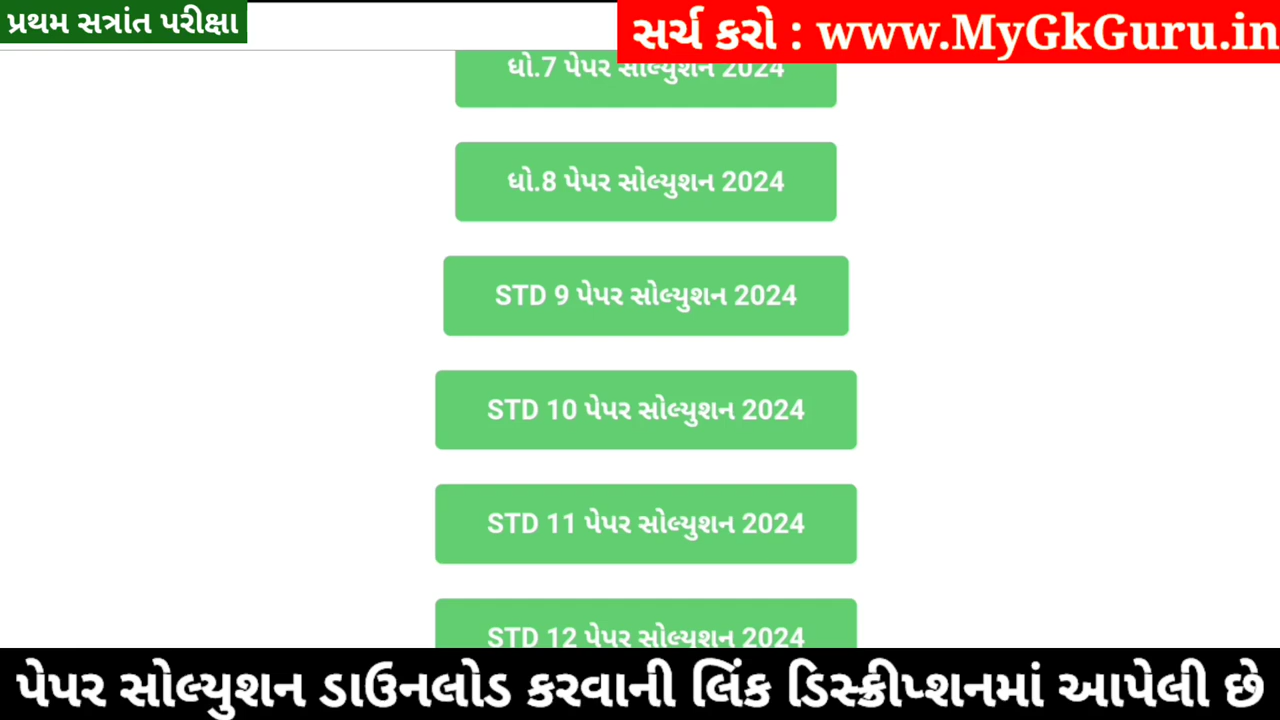 પ્રથમ સત્રાંત પરીક્ષા
સર્ચ કરો : www.MyGkGuru.in
ધો.7 પેપર સોલ્યુશન 2024
ધો.8 પેપર સોલ્યુશન 2024
STD 9 પેપર સોલ્યુશન 2024
STD 10 પેપર સોલ્યુશન 2024
STD 11 પેપર સોલ્યુશન 2024
STD 12 પેપર સોલ્યુશન 2024
પેપર સોલ્યુશન ડાઉનલોડ કરવાની લિંક ડિસ્ક્રીપ્શનમાં આપેલી છે